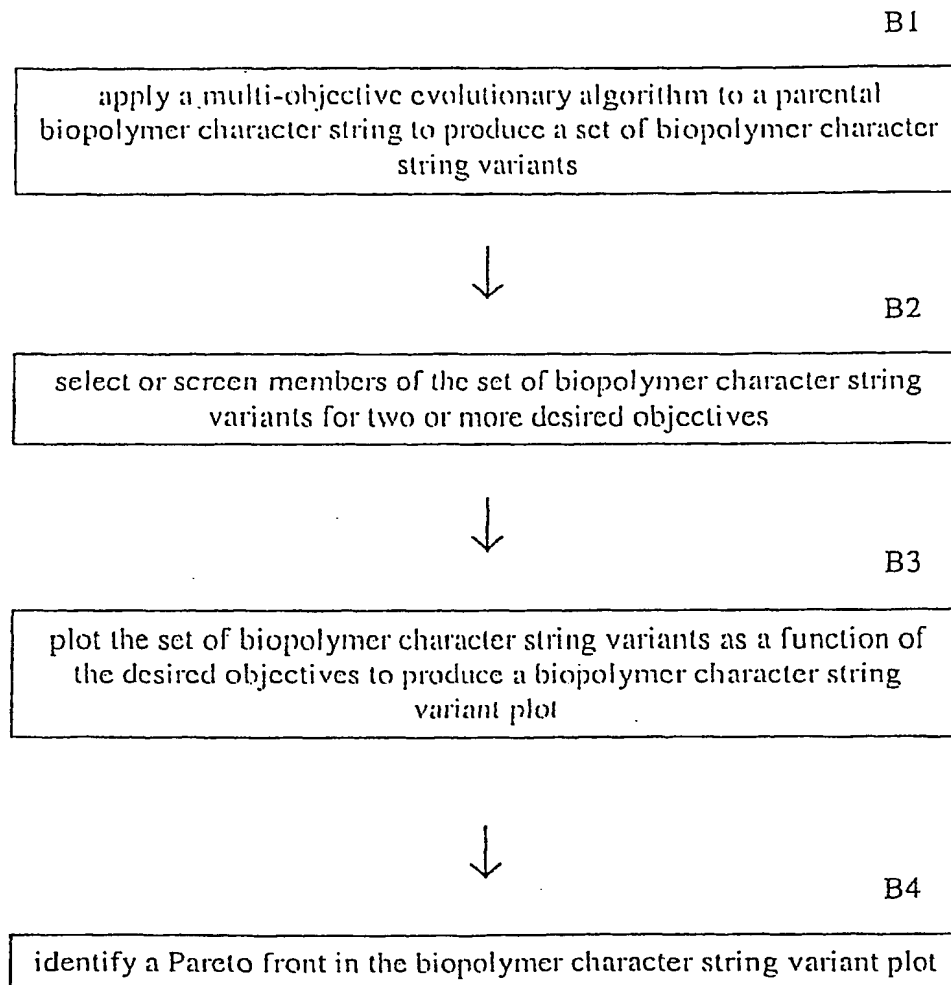 B1
apply a multi-objective evolutionary algorithm to a parental
biopolymer character string to produce a set of biopolymer character
string variants
B2
select or screen members of the set of biopolymer character string
variants for two or more desired objectives
B3
plot the set of biopolymer character string variants as a function of
the desired objectives to produce a biopolymer character string
variant plot
B4
identify a Pareto front in the biopolymer character string variant plot